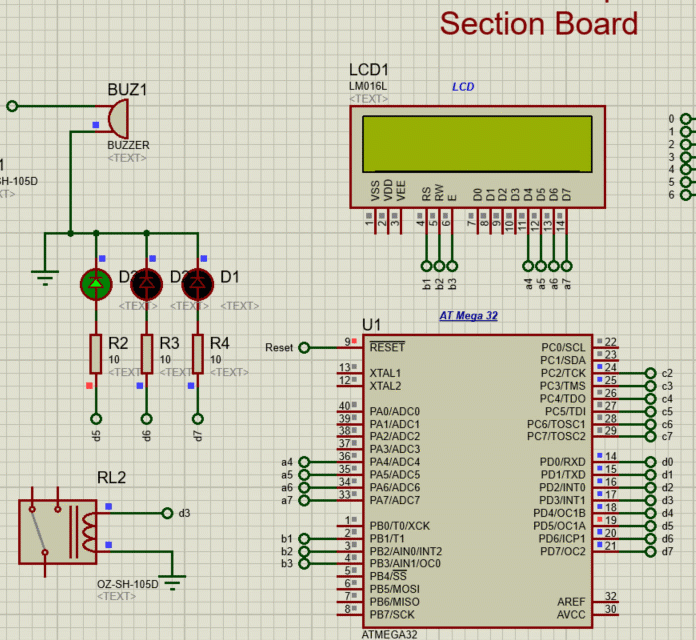 Section Board
LCD1
LM016L
<TEXT>
LCD
BUZ1
BUZZER
<TEXT>
SH-105D
VSS
VDD
VEE
RS
RW
E
D0
D1
D2
D3
D4
D5
D6
D7
1
2
3
4
5
6
7
8
9
10
11
12
13
14
b1
b2
b3
a4
a5
a6
a7
0
1
2
3
4
5
6
D2
D1
<TEXT>
<TEXT>
<TEXT>
R2
10
<TEXT>
R3
10
<TEXT>
R4
10
<TEXT>
d5
d6
d7
RL2
d3
OZ-SH-105D
<TEXT>
AT Mega 32
U1
Reset
9 RESET
13 XTAL1
12 XTAL2
40 PA0/ADC0
39 PA1/ADC1
38 PA2/ADC2
37 PA3/ADC3
a4 36 PA4/ADC4
a5 35 PA5/ADC5
a6 34 PA6/ADC6
a7 33 PA7/ADC7
1 PB0/T0/XCK
b1 2 PB1/T1
b2 3 PB2/AIN0/INT2
b3 4 PB3/AIN1/OC0
5 PB4/SS
6 PB5/MOSI
7 PB6/MISO
8 PB7/SCK
PC0/SCL 22
PC1/SDA 23
PC2/TCK 24 c2
PC3/TMS 25 c3
PC4/TDO 26 c4
PC5/TDI 27 c5
PC6/TOSC1 28 c6
PC7/TOSC2 29 c7
PD0/RXD 14 d0
PD1/TXD 15 d1
PD2/INT0 16 d2
PD3/INT1 17 d3
PD4/OC1B 18 d4
PD5/OC1A 19 d5
PD6/ICP1 20 d6
PD7/OC2 21 d7
AREF 32
AVCC 30
ATMEGA32